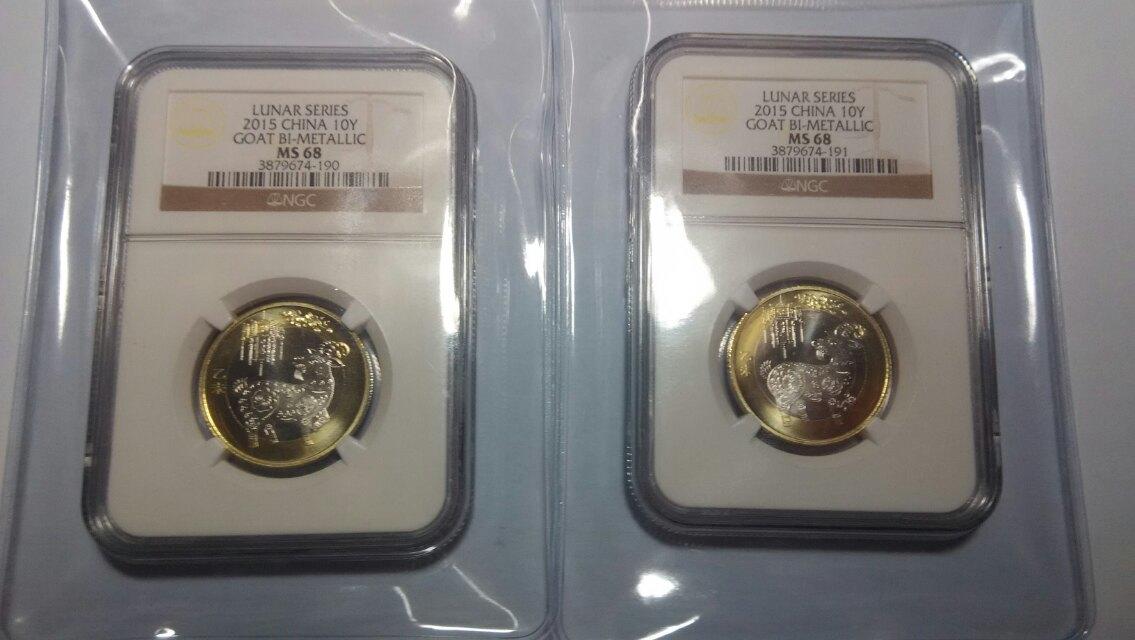 LUNAR SERIES
2015 CHINA 10Y
GOAT BI-METALLIC
MS 68
3879674-190
NGC
LUNAR SERIES
2015 CHINA 10Y
GOAT BI-METALLIC
MS 68
3879674-191
NGC